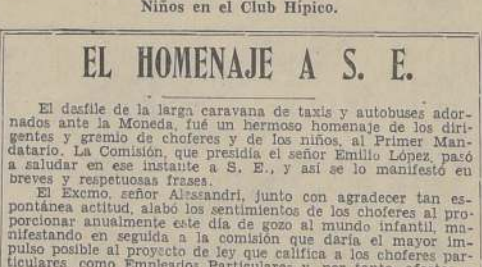 Niños en el Club Hípico.
EL HOMENAJE A S. E.
El dasfile de la larga caravana de taxis y autobuses ador-
nados ante la Moneda, fué un hermoso homenaje de los diri-
gentes y gremio de choferes y de los niños, al Primer Man-
datario. La Comisión, que presidía el señor Emilio López, pasó
a saludar en ese instante a S. E., y así se lo manifestó en
breves y respetuosas frases.
El Excmo. señor Alessandri, junto con agradecer tan es-
pontánea actitud, alabó los sentimientos de los choferes al pro-
porcionar anualmente este día de gozo al mundo infantil, ma-
nifestando en seguida a la comisión que daría el mayor im-
pulso posible al proyecto de ley que califica a los choferes par-
ticulares, como Empleados Particulares y por tanto